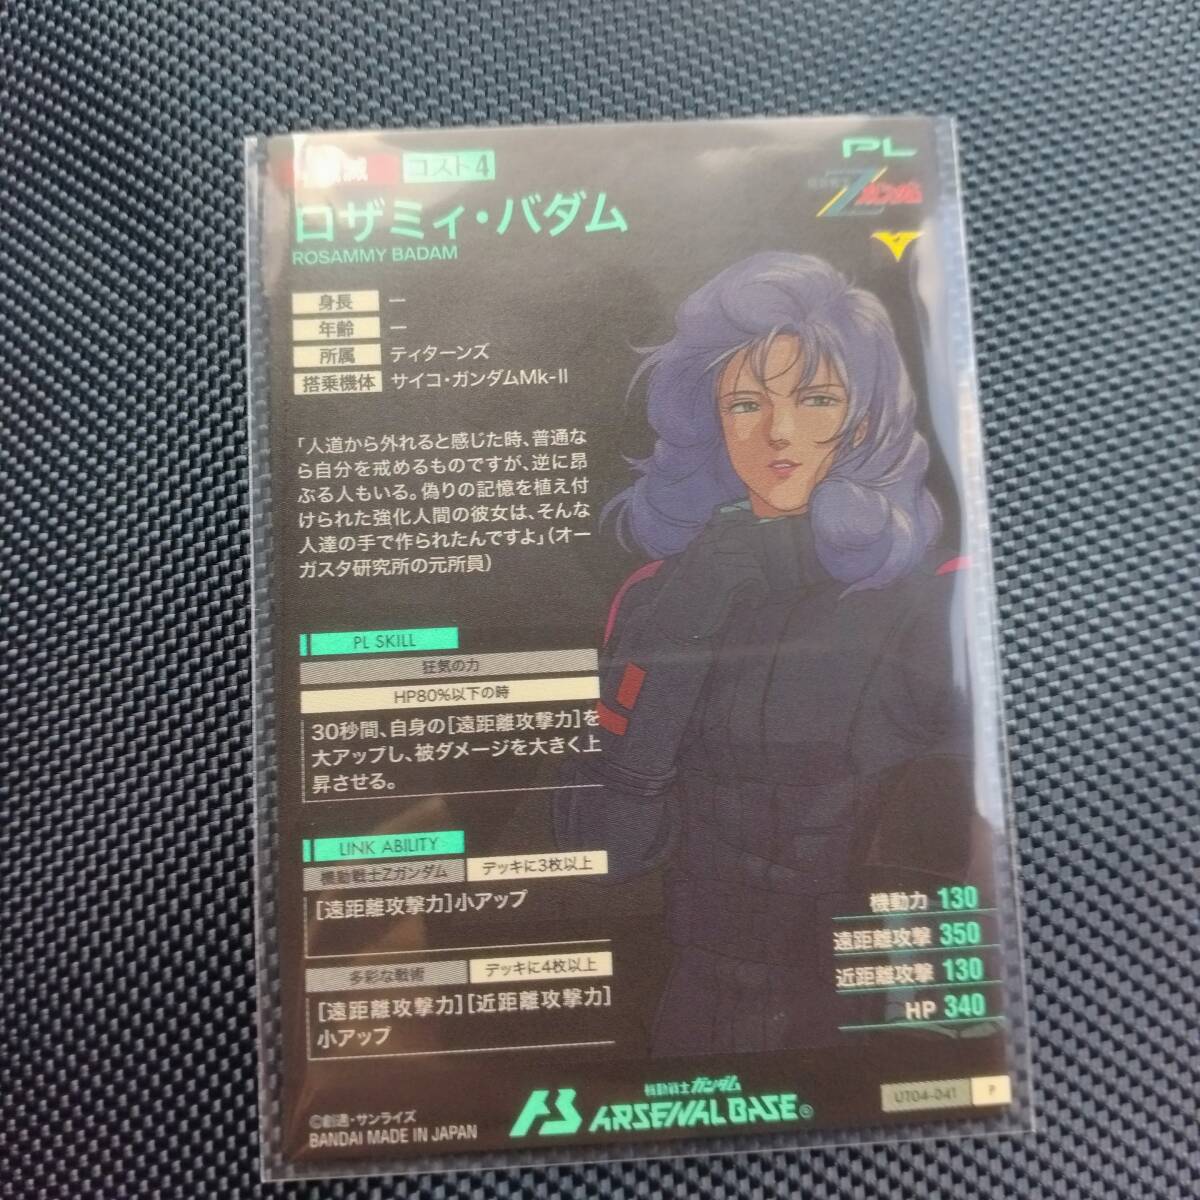 滅
コスト4
PL
ロザミィ・バダム
ROSAMMY BADAM
Zガンダム
身長 ー
年齢 ー
所属 ティターンズ
搭乗機体 サイコ・ガンダムMk-II
「人道から外れると感じた時、普通な
ら自分を戒めるものですが、逆に昂
ぶる人もいる。偽りの記憶を植え付
けられた強化人間の彼女は、そんな
人達の手で作られたんですよ」(オー
ガスタ研究所の元所員)
PL SKILL
狂気の力
HP80%以下の時
30秒間、自身の[遠距離攻撃力]を
大アップし、被ダメージを大きく上
昇させる。
LINK ABILITY
機動戦士Zガンダム デッキに3枚以上
[遠距離攻撃力]小アップ
多彩な戦術 デッキに4枚以上
[遠距離攻撃力][近距離攻撃力]
小アップ
機動力 130
遠距離攻撃 350
近距離攻撃 130
HP 340
©創通・サンライズ
BANDAI MADE IN JAPAN
機動戦士ガンダム
AB ARSENAL BASE®
UT04-041 P